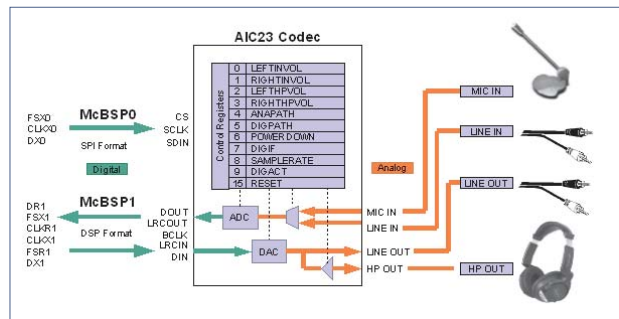 AIC23 Codec
Control Registers
0 LEFTINVOL
1 RIGHTINVOL
2 LEFTHPVOL
3 RIGHTHPVOL
4 ANAPATH
5 DIGPATH
6 POWERDOWN
7 DIGIF
8 SAMPLERATE
9 DIGACT
15 RESET
FSX0
CLKX0
DX0
McBSP0
SPI Format
CS
SCLK
SDIN
Digital
Analog
DR1
FSX1
CLKR1
CLKX1
FSR1
DX1
McBSP1
DSP Format
DOUT
LRCOUT
BCLK
LRCIN
DIN
ADC
DAC
MIC IN
LINE IN
LINE OUT
HP OUT
MIC IN
LINE IN
LINE OUT
HP OUT